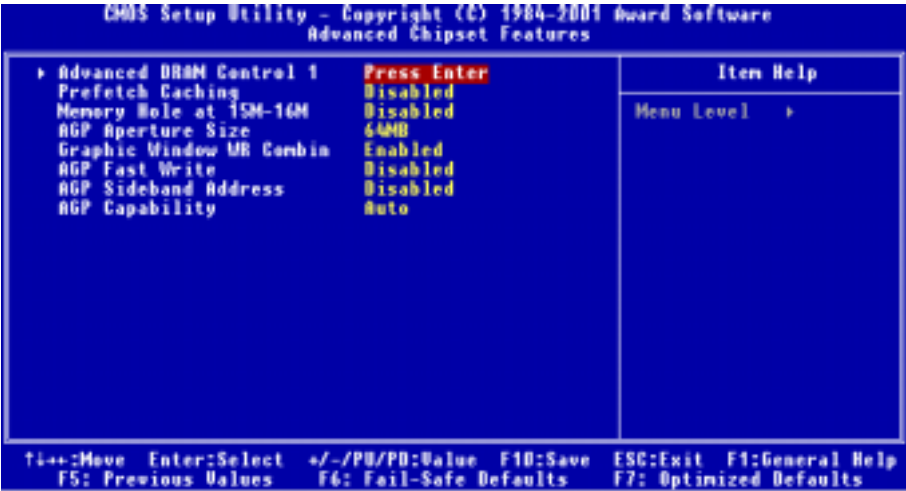 CMOS Setup Utility - Copyright (C) 1984-2001 Award Software
Advanced Chipset Features
▸ Advanced DRAM Control 1 Press Enter
Prefetch Caching Disabled
Memory Hole at 15M-16M Disabled
AGP Aperture Size 64MB
Graphic Window WR Combin Enabled
AGP Fast Write Disabled
AGP Sideband Address Disabled
AGP Capability Auto
Item Help
Menu Level ▸
↑↓→←:Move Enter:Select +/-/PU/PD:Value F10:Save ESC:Exit F1:General Help
F5: Previous Values F6: Fail-Safe Defaults F7: Optimized Defaults